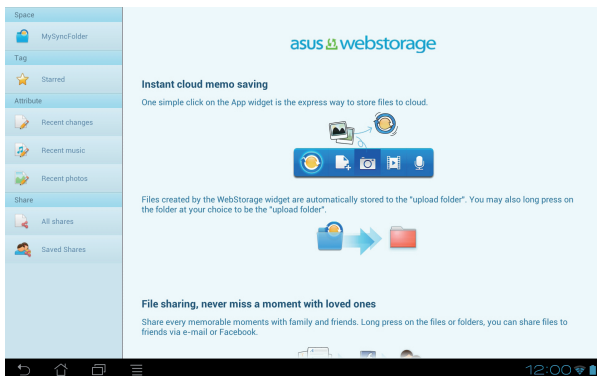 Space
MySyncFolder
Tag
Starred
Attribute
Recent changes
Recent music
Recent photos
Share
All shares
Saved Shares
asus webstorage
Instant cloud memo saving
One simple click on the App widget is the express way to store files to cloud.
Files created by the WebStorage widget are automatically stored to the "upload folder". You may also long press on
the folder at your choice to be the "upload folder".
File sharing, never miss a moment with loved ones
Share every memorable moments with family and friends. Long press on the files or folders, you can share files to
friends via e-mail or Facebook.
12:00